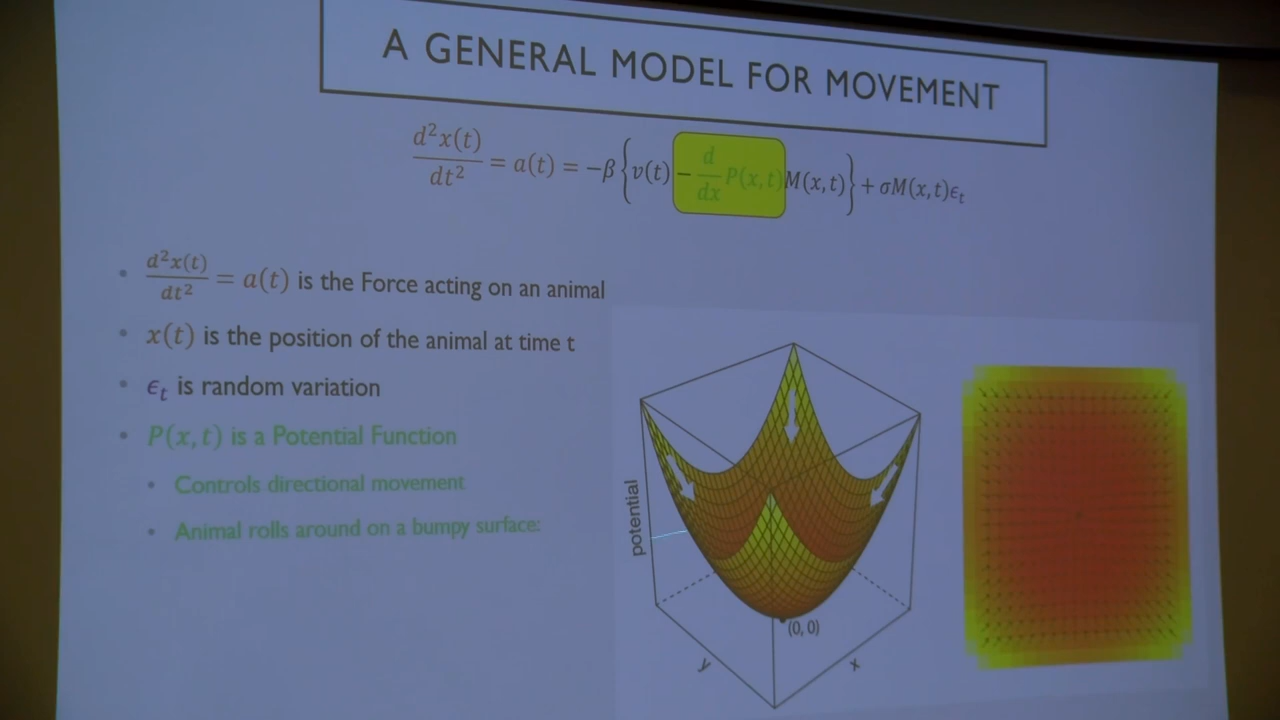 A GENERAL MODEL FOR MOVEMENT
d²x(t)/dt² = a(t) = −β{v(t) − d/dx P(x,t) M(x,t)} + σM(x,t)ϵₜ
• d²x(t)/dt² = a(t) is the Force acting on an animal
• x(t) is the position of the animal at time t
• ϵₜ is random variation
• P(x, t) is a Potential Function
• Controls directional movement
• Animal rolls around on a bumpy surface:
potential
(0, 0)
y
x